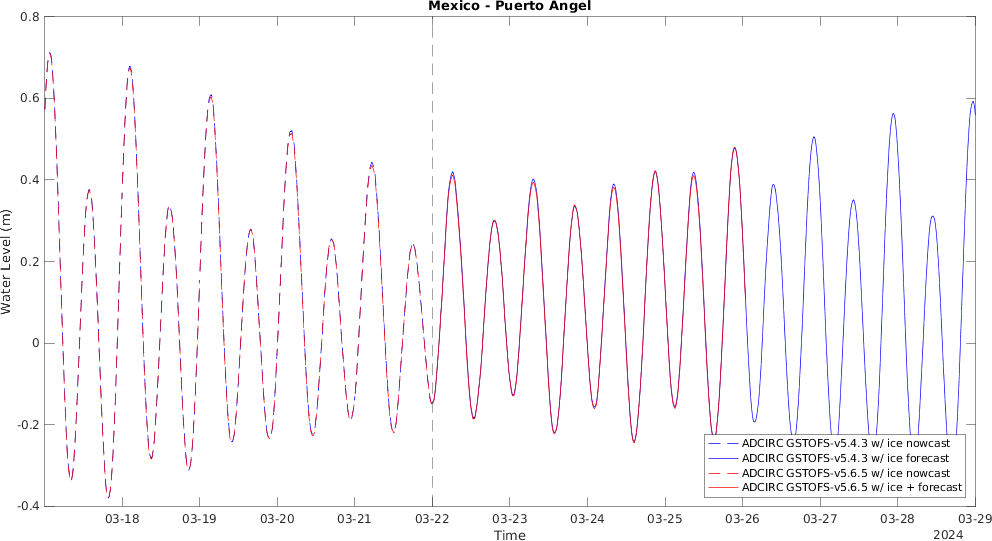 Mexico - Puerto Angel
0.8
0.6
0.4
0.2
0
-0.2
-0.4
Water Level (m)
ADCIRC GSTOFS-v5.4.3 w/ ice nowcast
ADCIRC GSTOFS-v5.4.3 w/ ice forecast
ADCIRC GSTOFS-v5.6.5 w/ ice nowcast
ADCIRC GSTOFS-v5.6.5 w/ ice + forecast
03-18 03-19 03-20 03-21 03-22 03-23 03-24 03-25 03-26 03-27 03-28 03-29
Time
2024